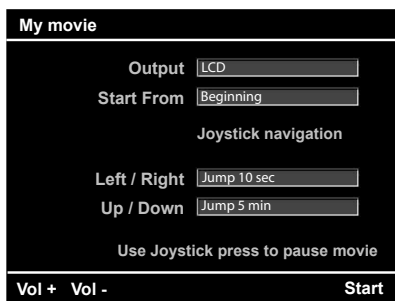 My movie
Output LCD
Start From Beginning
Joystick navigation
Left / Right Jump 10 sec
Up / Down Jump 5 min
Use Joystick press to pause movie
Vol + Vol - Start